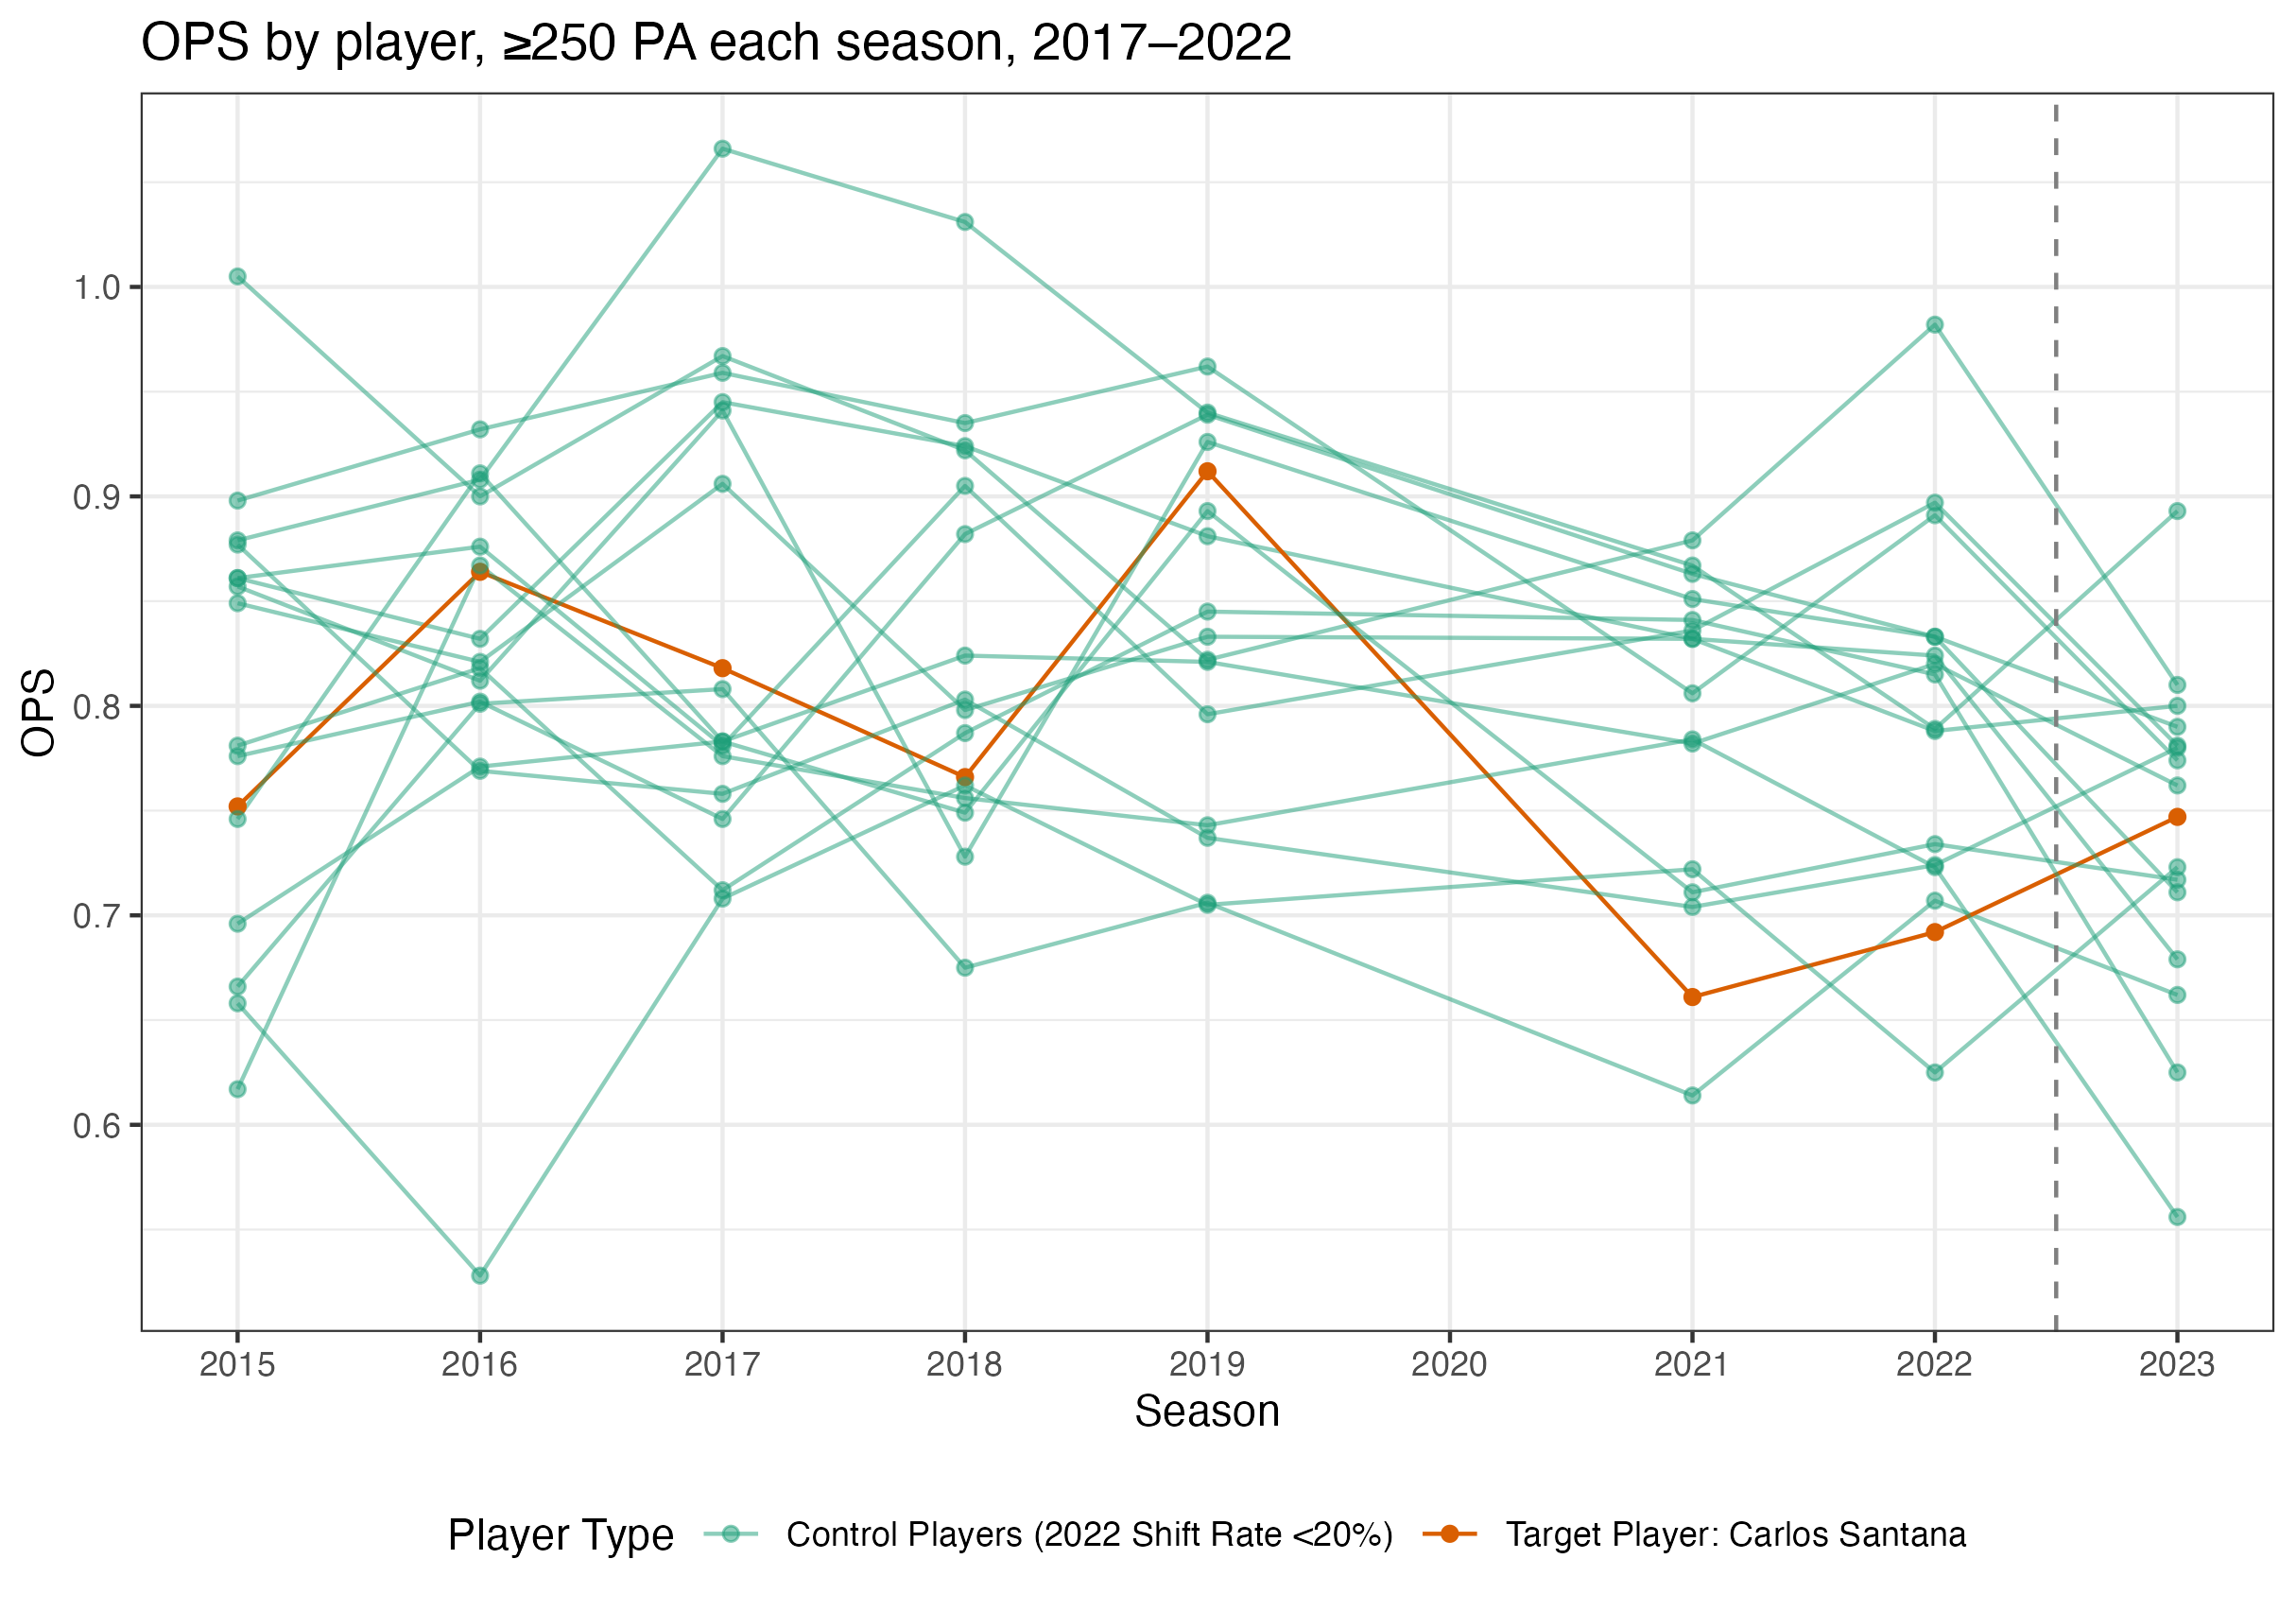 OPS by player, ≥250 PA each season, 2017–2022
OPS
1.0
0.9
0.8
0.7
0.6
2015 2016 2017 2018 2019 2020 2021 2022 2023
Season
Player Type Control Players (2022 Shift Rate <20%) Target Player: Carlos Santana